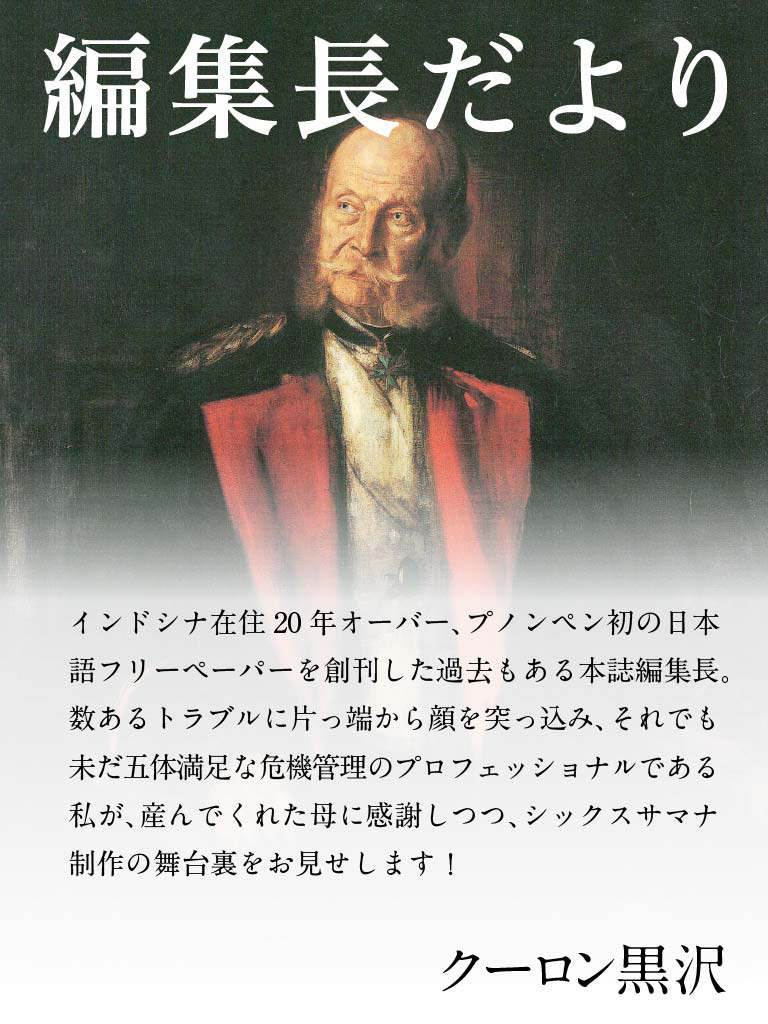 編集長だより
インドシナ在住 20 年オーバー、プノンペン初の日本
語フリーペーパーを創刊した過去もある本誌編集長。
数あるトラブルに片っ端から顔を突っ込み、それでも
未だ五体満足な危機管理のプロフェッショナルである
私が、産んでくれた母に感謝しつつ、シックスサマナ
制作の舞台裏をお見せします！
クーロン黒沢